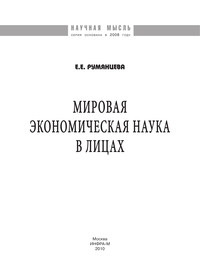 НАУЧНАЯ МЫСЛЬ
серия основана в 2008 году
Е.Е. РУМЯНЦЕВА
МИРОВАЯ
ЭКОНОМИЧЕСКАЯ НАУКА
В ЛИЦАХ
Москва
ИНФРА-М
2010